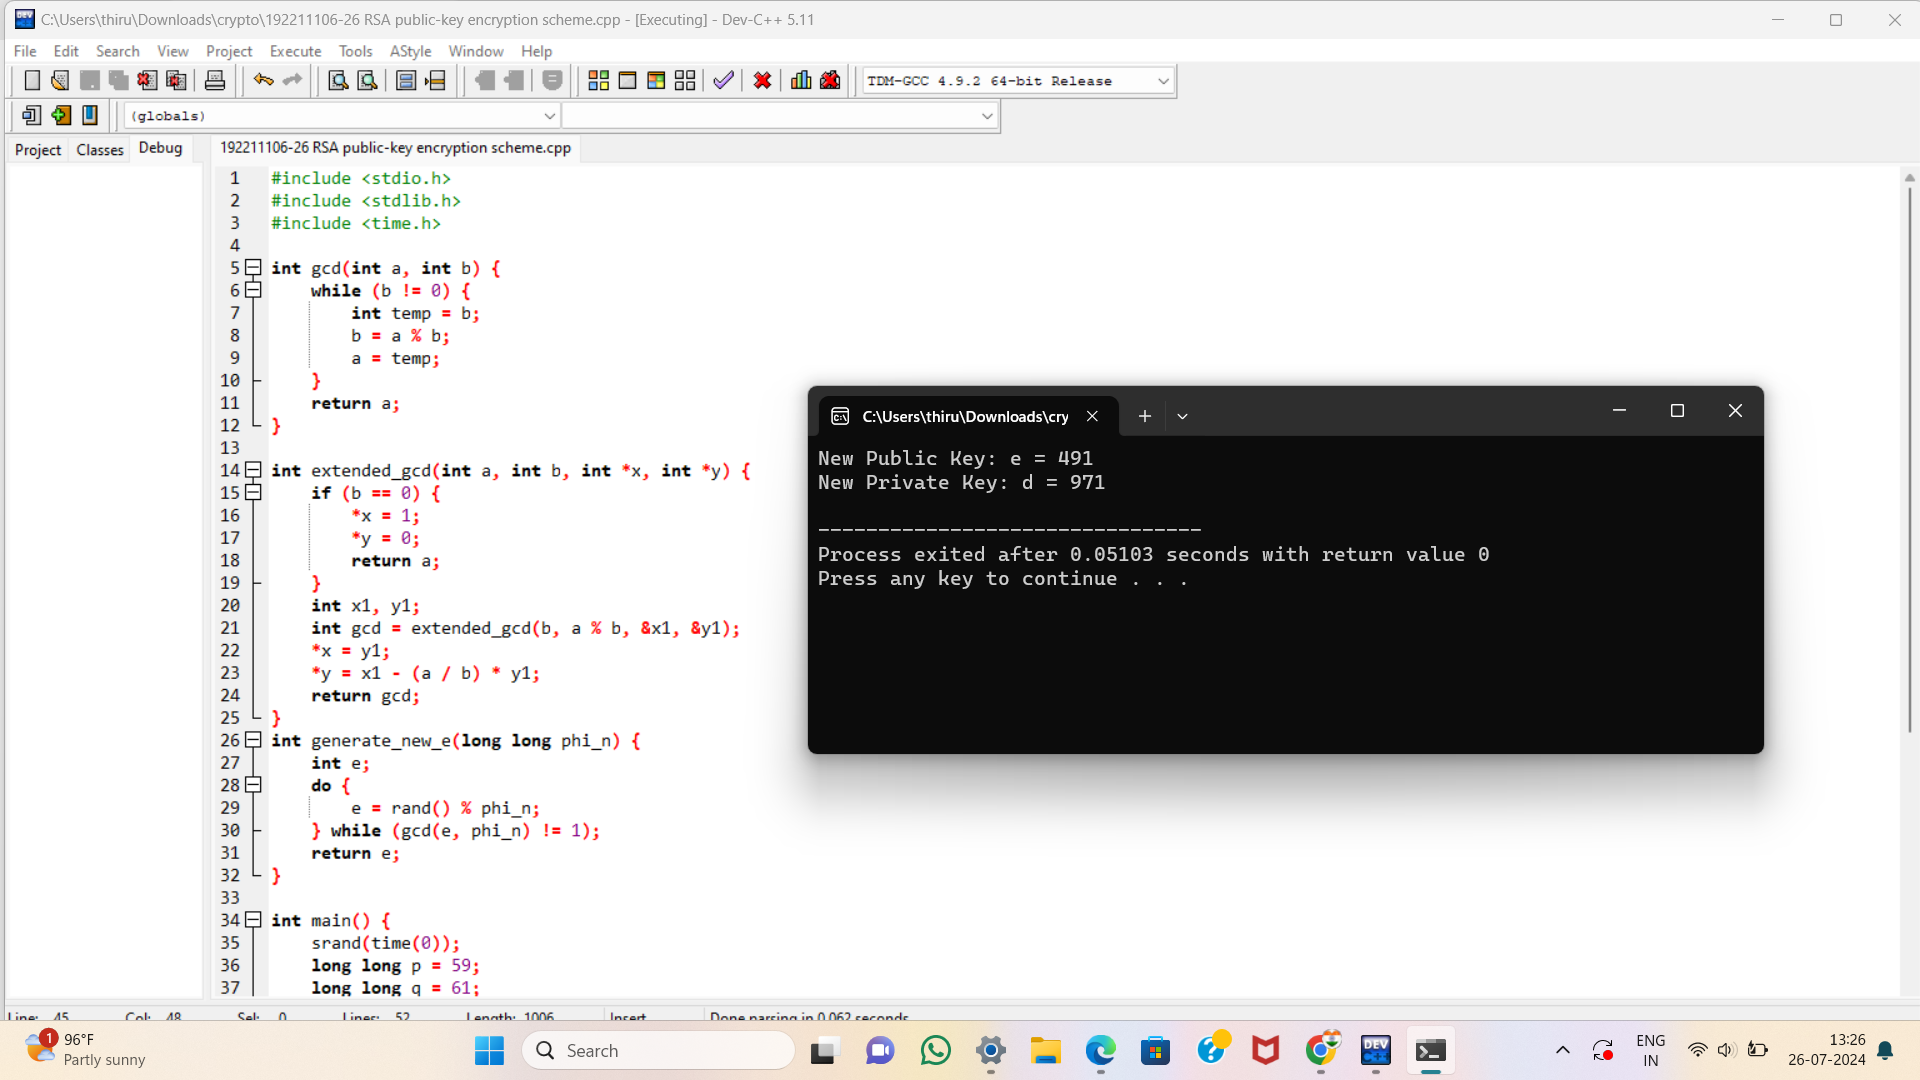 C:\Users\thiru\Downloads\crypto\192211106-26 RSA public-key encryption scheme.cpp - [Executing] - Dev-C++ 5.11
File Edit Search View Project Execute Tools AStyle Window Help
TDM-GCC 4.9.2 64-bit Release
(globals)
Project Classes Debug
192211106-26 RSA public-key encryption scheme.cpp
1 #include <stdio.h>
2 #include <stdlib.h>
3 #include <time.h>
4
5 int gcd(int a, int b) {
6 while (b != 0) {
7 int temp = b;
8 b = a % b;
9 a = temp;
10 }
11 return a;
12 }
13
14 int extended_gcd(int a, int b, int *x, int *y) {
15 if (b == 0) {
16 *x = 1;
17 *y = 0;
18 return a;
19 }
20 int x1, y1;
21 int gcd = extended_gcd(b, a % b, &x1, &y1);
22 *x = y1;
23 *y = x1 - (a / b) * y1;
24 return gcd;
25 }
26 int generate_new_e(long long phi_n) {
27 int e;
28 do {
29 e = rand() % phi_n;
30 } while (gcd(e, phi_n) != 1);
31 return e;
32 }
33
34 int main() {
35 srand(time(0));
36 long long p = 59;
37 long long q = 61;
C:\Users\thiru\Downloads\cry
New Public Key: e = 491
New Private Key: d = 971
--------------------------------
Process exited after 0.05103 seconds with return value 0
Press any key to continue . . .
Line: 45 Col: 48 Sel: 0 Lines: 52 Length: 1006 Insert Done parsing in 0.062 seconds
1
96°F
Partly sunny
Search
DEV
C++
ENG
IN
13:26
26-07-2024